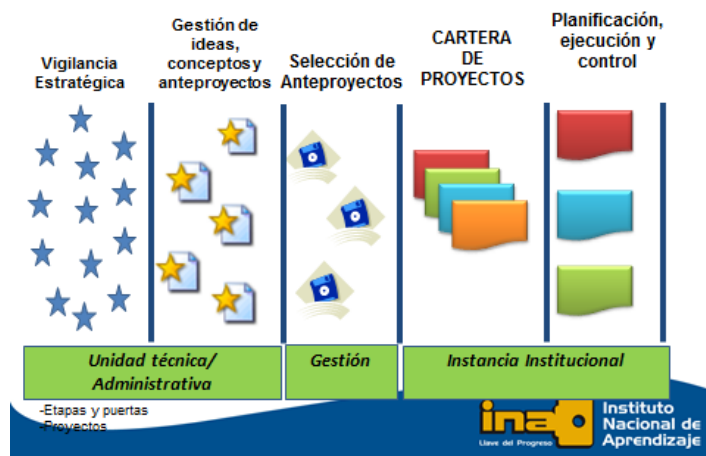 Vigilancia
Estratégica
Gestión de
ideas,
conceptos y
anteproyectos
Selección de
Anteproyectos
CARTERA
DE
PROYECTOS
Planificación,
ejecución y
control
Unidad técnica/
Administrativa
Gestión
Instancia Institucional
-Etapas y puertas
-Proyectos
ina
Llave del Progreso
Instituto
Nacional de
Aprendizaje